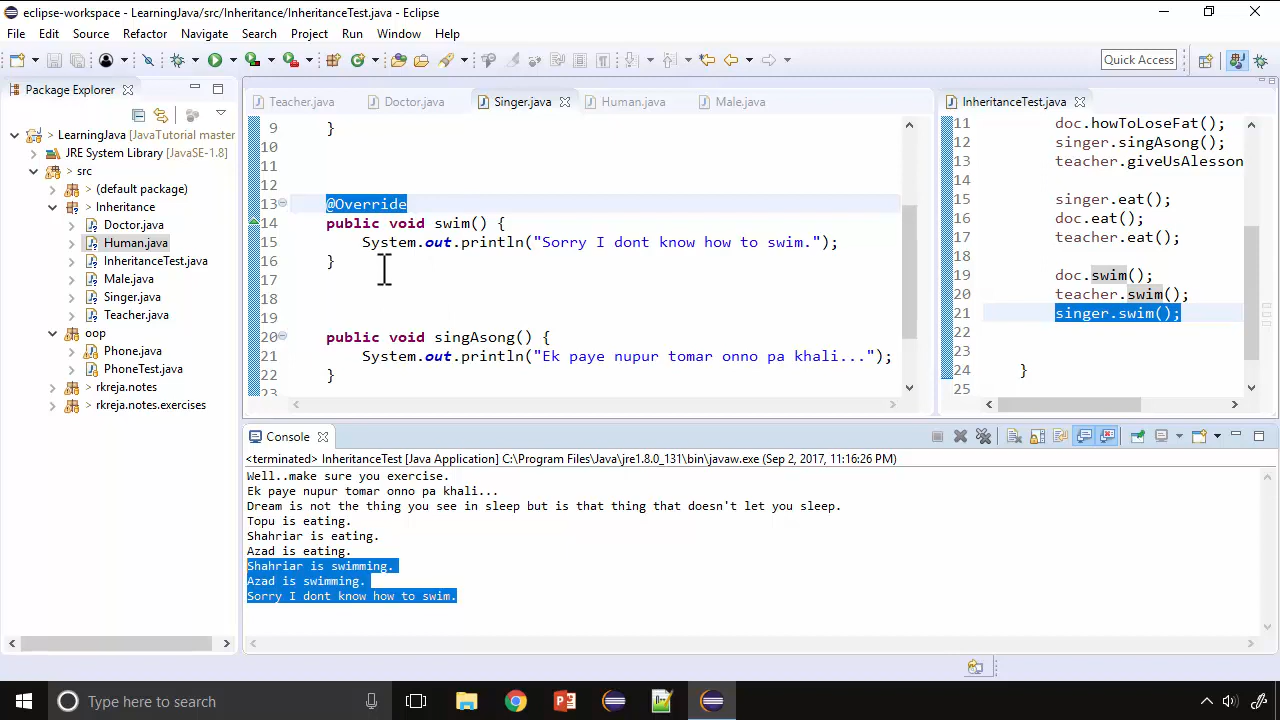 eclipse-workspace - LearningJava/src/Inheritance/InheritanceTest.java - Eclipse
File Edit Source Refactor Navigate Search Project Run Window Help
Quick Access
Package Explorer
LearningJava [JavaTutorial master
JRE System Library [JavaSE-1.8]
src
> (default package)
> Inheritance
> Doctor.java
> Human.java
> InheritanceTest.java
> Male.java
> Singer.java
> Teacher.java
> oop
> Phone.java
> PhoneTest.java
> rkreja.notes
> rkreja.notes.exercises
Teacher.java Doctor.java Singer.java Human.java Male.java
9 }
10
11
12
13 @Override
14 public void swim() {
15 System.out.println("Sorry I dont know how to swim.");
16 }
17
18
19
20 public void singAsong() {
21 System.out.println("Ek paye nupur tomar onno pa khali...");
22 }
23
InheritanceTest.java
11 doc.howToLoseFat();
12 singer.singAsong();
13 teacher.giveUsAlesson
14
15 singer.eat();
16 doc.eat();
17 teacher.eat();
18
19 doc.swim();
20 teacher.swim();
21 singer.swim();
22
23
24 }
25
Console
<terminated> InheritanceTest [Java Application] C:\Program Files\Java\jre1.8.0_131\bin\javaw.exe (Sep 2, 2017, 11:16:26 PM)
Well..make sure you exercise.
Ek paye nupur tomar onno pa khali...
Dream is not the thing you see in sleep but is that thing that doesn't let you sleep.
Topu is eating.
Shahriar is eating.
Azad is eating.
Shahriar is swimming.
Azad is swimming.
Sorry I dont know how to swim.
Type here to search